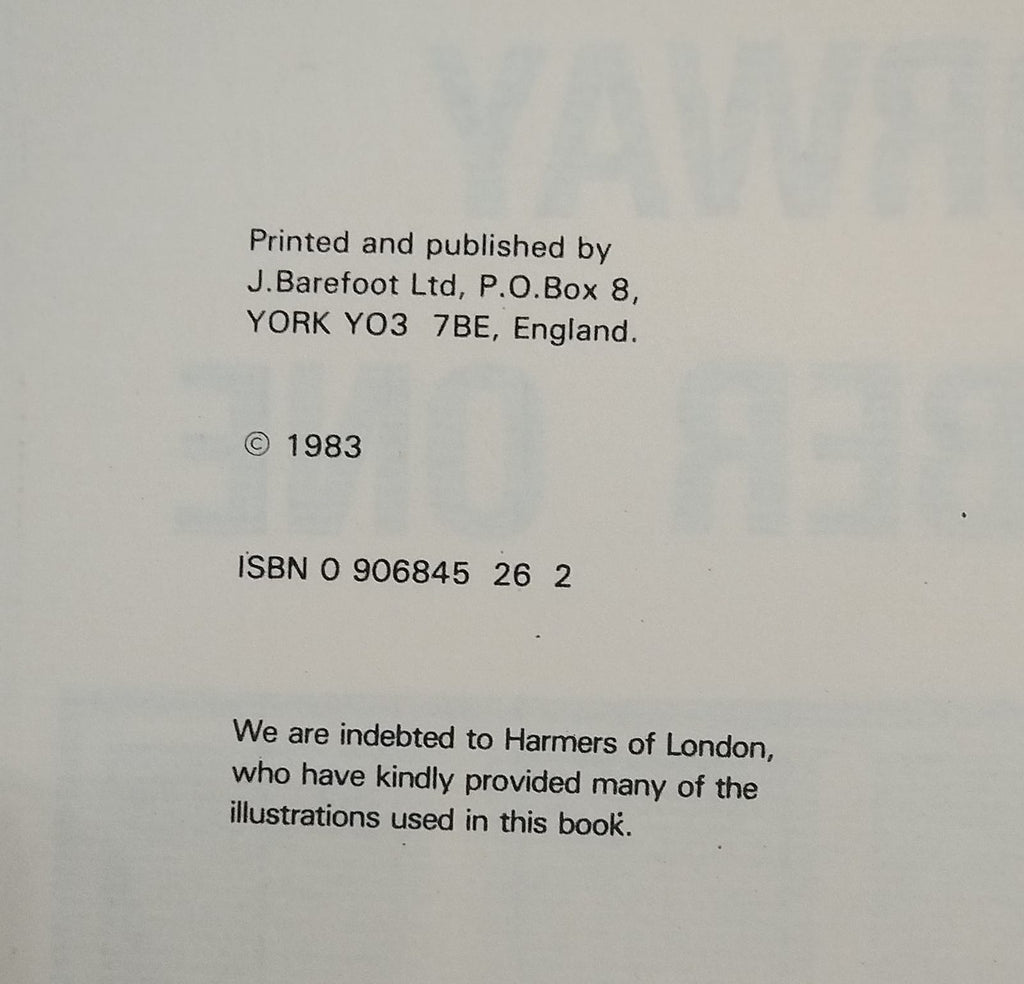 Printed and published by
J.Barefoot Ltd, P.O.Box 8,
YORK YO3 7BE, England.
© 1983
ISBN 0 906845 26 2
We are indebted to Harmers of London,
who have kindly provided many of the
illustrations used in this book.